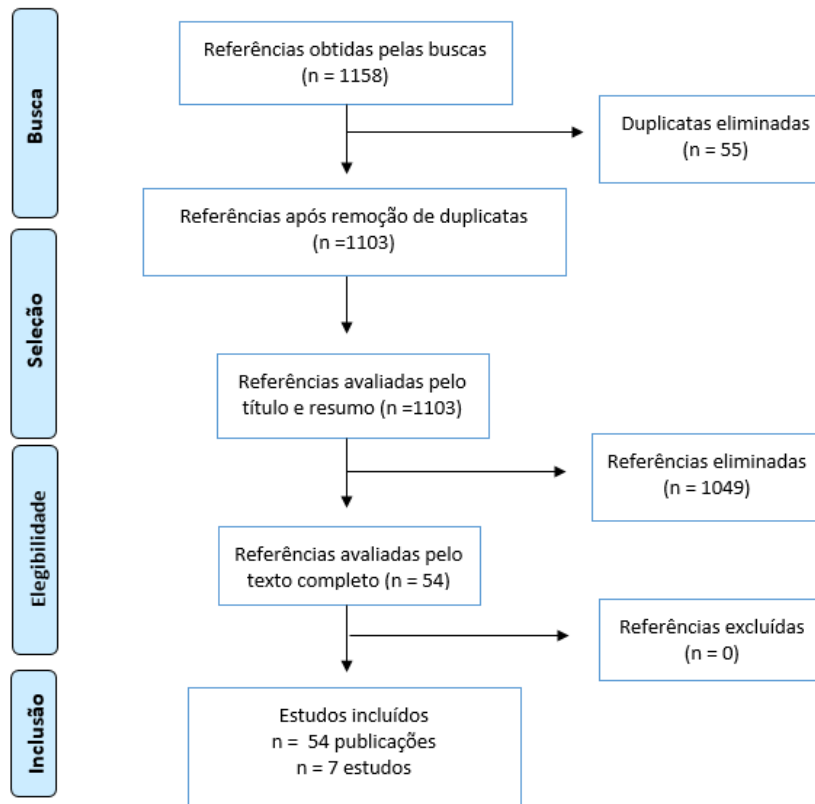 Busca
Referências obtidas pelas buscas
(n = 1158)
Duplicatas eliminadas
(n = 55)
Referências após remoção de duplicatas
(n =1103)
Seleção
Referências avaliadas pelo
título e resumo (n =1103)
Referências eliminadas
(n = 1049)
Elegibilidade
Referências avaliadas pelo
texto completo (n = 54)
Referências excluídas
(n = 0)
Inclusão
Estudos incluídos
n = 54 publicações
n = 7 estudos